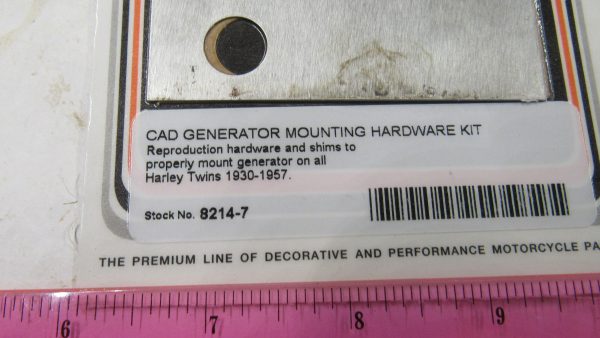 CAD GENERATOR MOUNTING HARDWARE KIT
Reproduction hardware and shims to
properly mount generator on all
Harley Twins 1930-1957.
Stock No. 8214-7
THE PREMIUM LINE OF DECORATIVE AND PERFORMANCE MOTORCYCLE PA
6 7 8 9